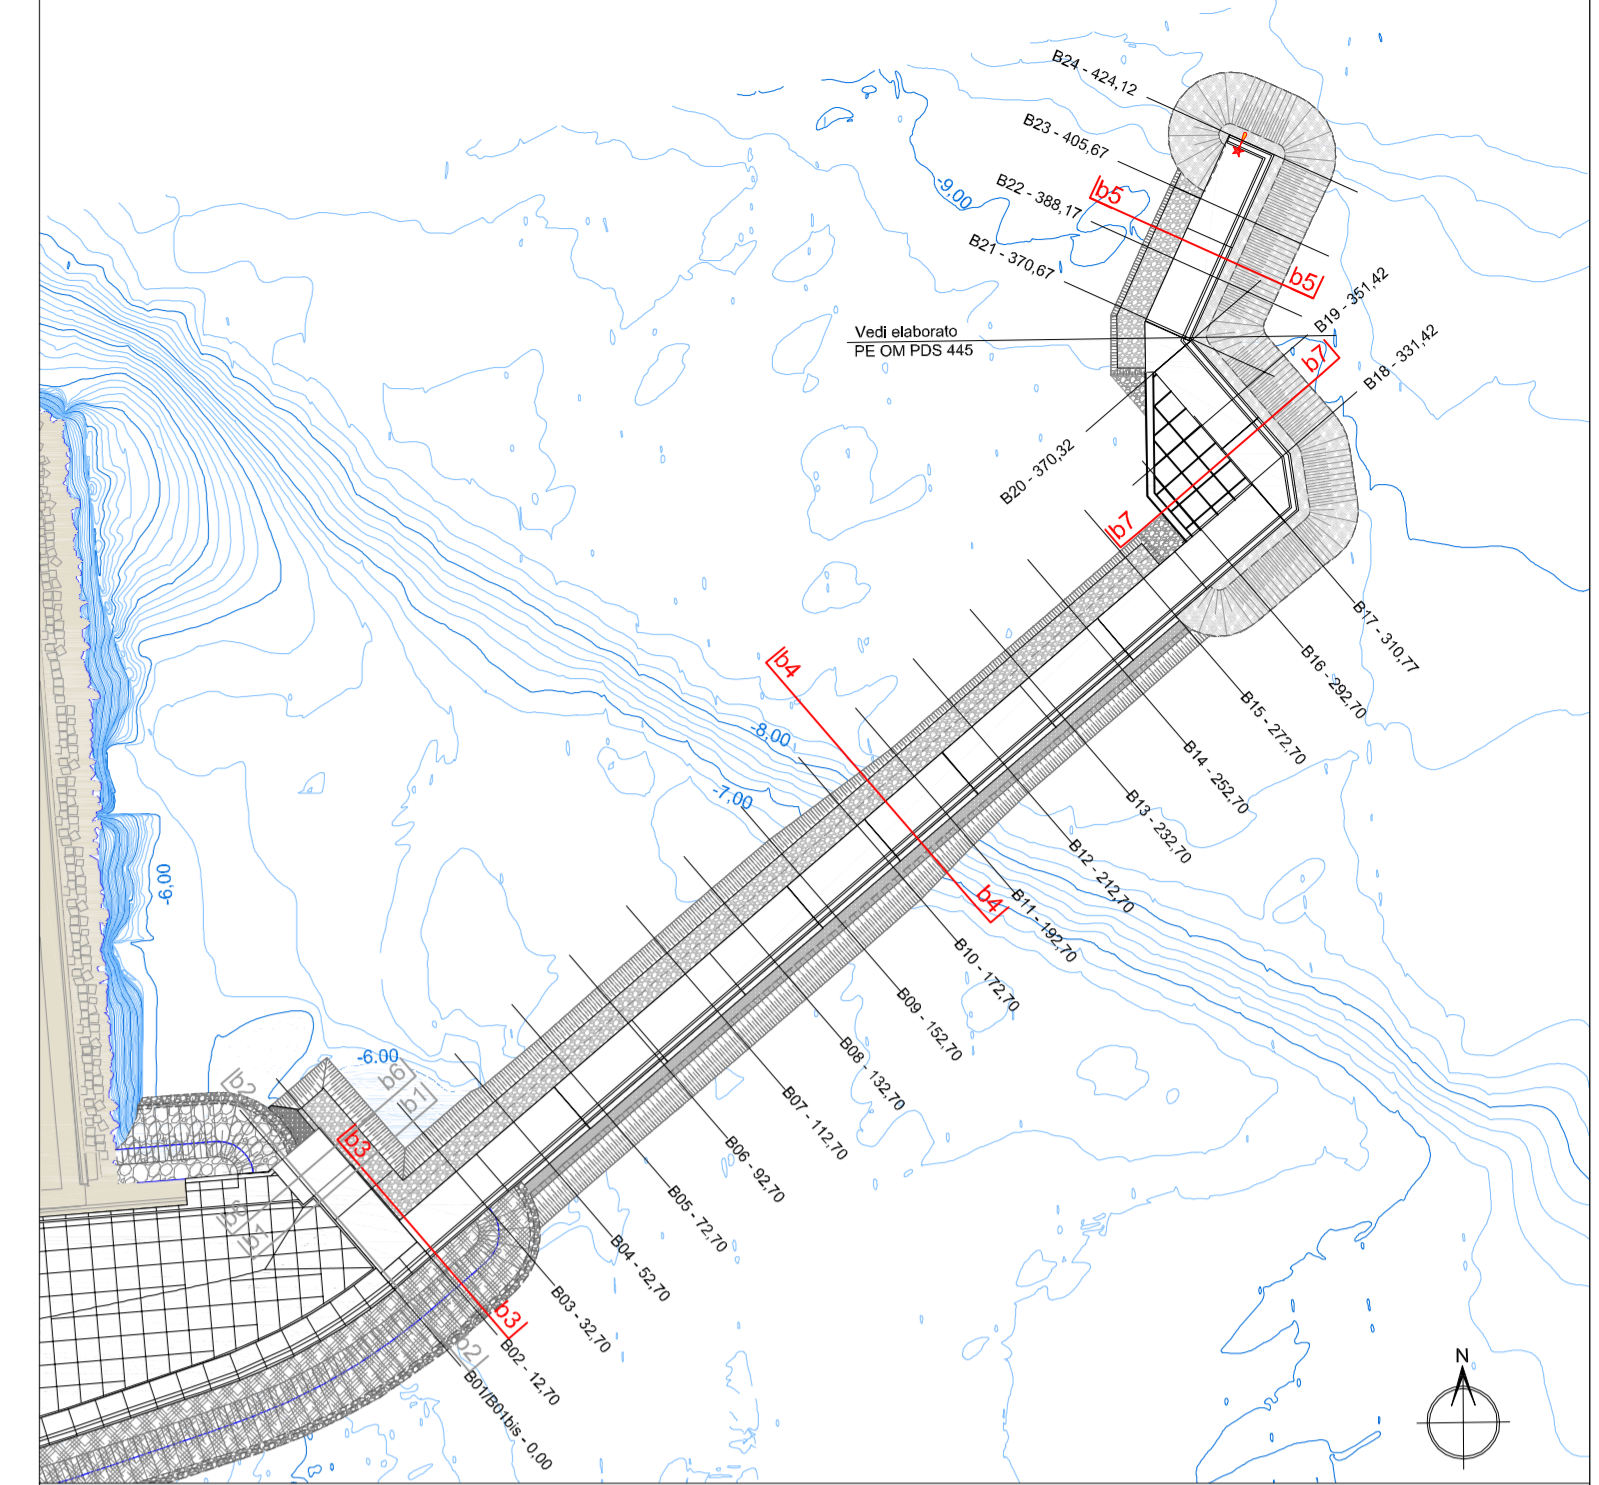 B24 - 424,12
B23 - 405,67
b5
B22 - 388,17
-9,00
B21 - 370,67
b5
B19 - 351,42
Vedi elaborato
PE OM PDS 445
b7
B18 - 331,42
B20 - 370,32
b7
B17 - 310,77
B16 - 292,70
b4
B15 - 272,70
-8,00
B14 - 252,70
-7,00
B13 - 232,70
-6,00
B12 - 212,70
b4
B11 - 192,70
B10 - 172,70
B09 - 152,70
-6.00
B08 - 132,70
b2
b6
b1
B07 - 112,70
b3
B06 - 92,70
b6
b1
B05 - 72,70
B04 - 52,70
B03 - 32,70
b3
b2
B02 - 12,70
B01/B01bis - 0,00
N